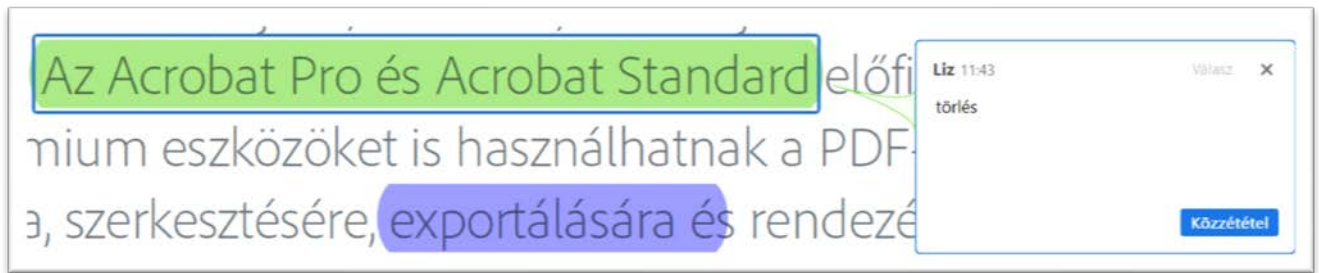 Az Acrobat Pro és Acrobat Standard előfi
mium eszközöket is használhatnak a PDF-
a, szerkesztésére, exportálására és rendezé
Liz 11:43 Válasz
törlés
Közzététel